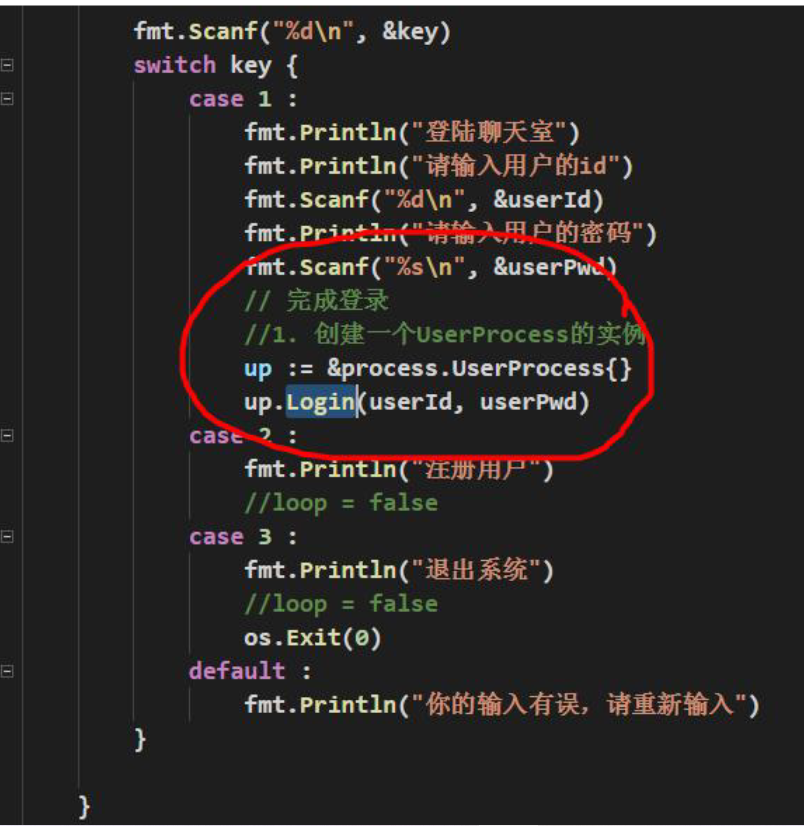 fmt.Scanf("%d\n", &key)
switch key {
case 1 :
fmt.Println("登陆聊天室")
fmt.Println("请输入用户的id")
fmt.Scanf("%d\n", &userId)
fmt.Println("请输入用户的密码")
fmt.Scanf("%s\n", &userPwd)
// 完成登录
//1. 创建一个UserProcess的实例
up := &process.UserProcess{}
up.Login(userId, userPwd)
case 2 :
fmt.Println("注册用户")
//loop = false
case 3 :
fmt.Println("退出系统")
//loop = false
os.Exit(0)
default :
fmt.Println("你的输入有误，请重新输入")
}
}